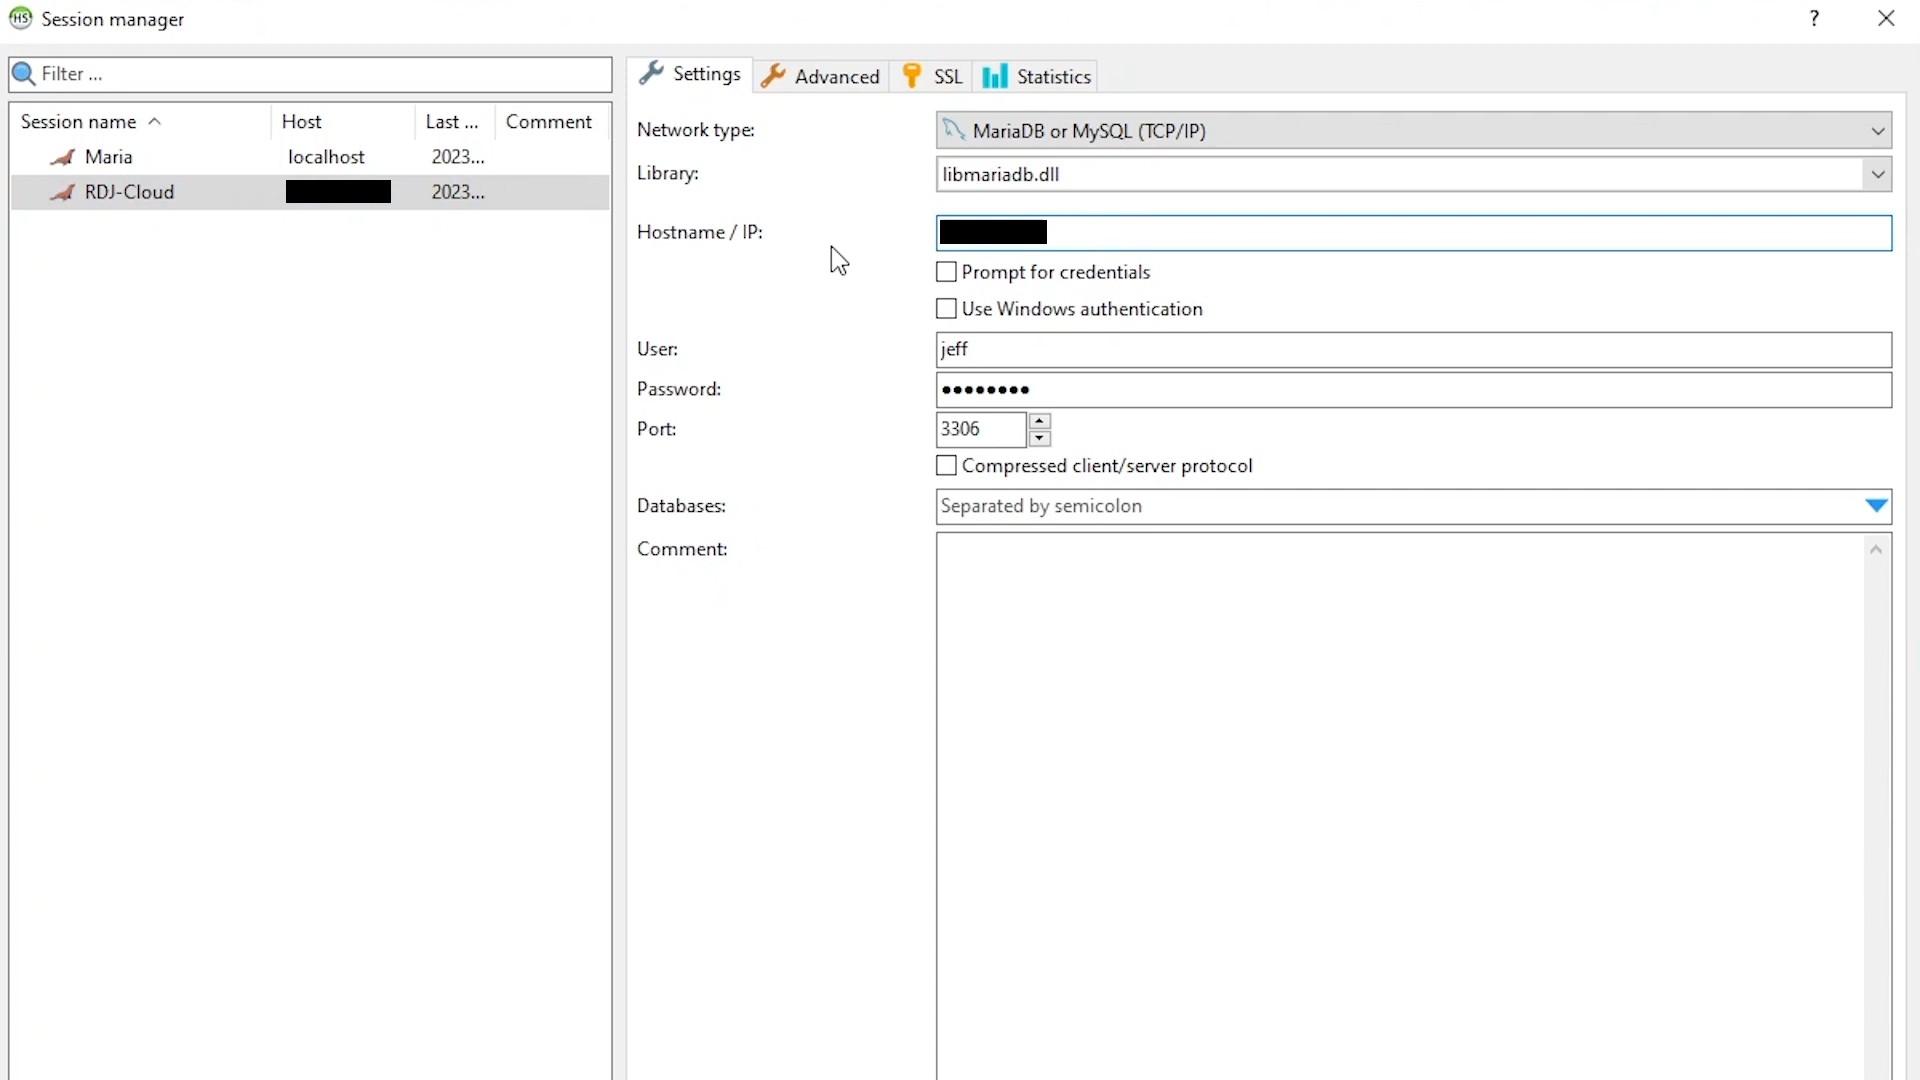 HS Session manager ?
Filter ...
Session name Host Last ... Comment
Maria localhost 2023...
RDJ-Cloud 2023...
Settings Advanced SSL Statistics
Network type: MariaDB or MySQL (TCP/IP)
Library: libmariadb.dll
Hostname / IP:
Prompt for credentials
Use Windows authentication
User: jeff
Password: ••••••••
Port: 3306
Compressed client/server protocol
Databases: Separated by semicolon
Comment: